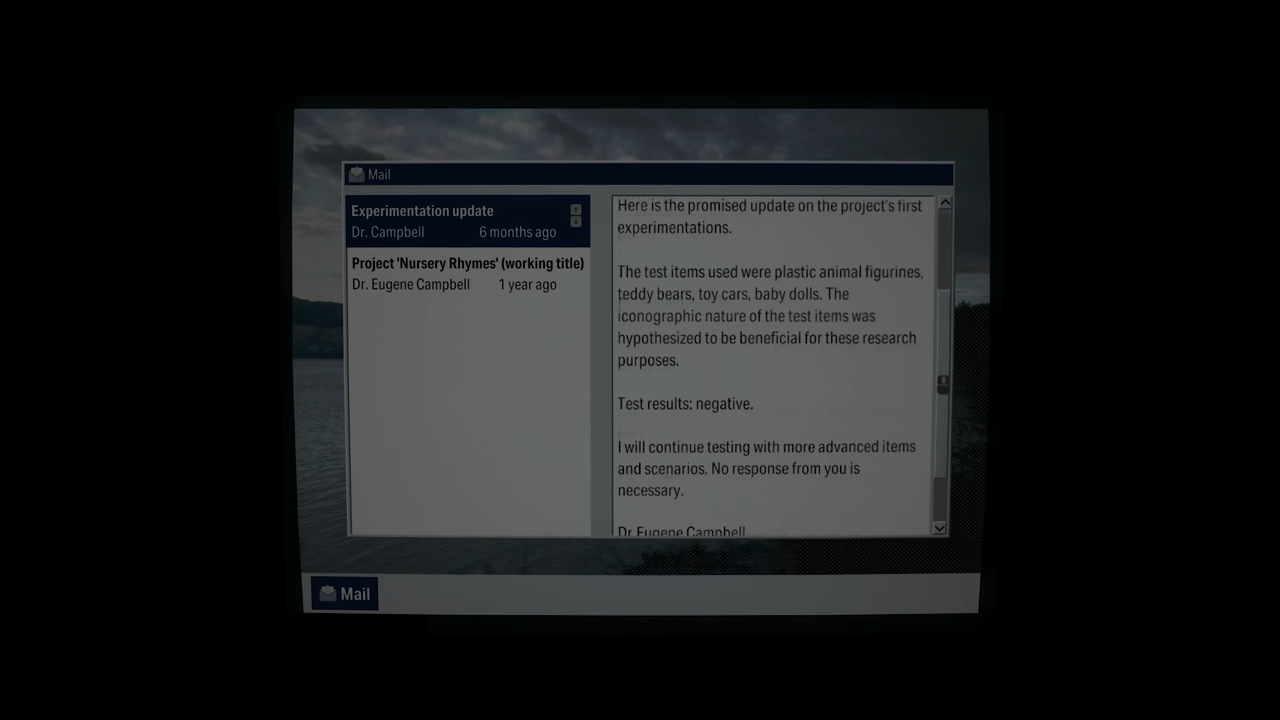 Mail
Experimentation update
Dr. Campbell 6 months ago
Project 'Nursery Rhymes' (working title)
Dr. Eugene Campbell 1 year ago
Here is the promised update on the project's first
experimentations.
The test items used were plastic animal figurines,
teddy bears, toy cars, baby dolls. The
iconographic nature of the test items was
hypothesized to be beneficial for these research
purposes.
Test results: negative.
I will continue testing with more advanced items
and scenarios. No response from you is
necessary.
Dr Eugene Campbell
Mail